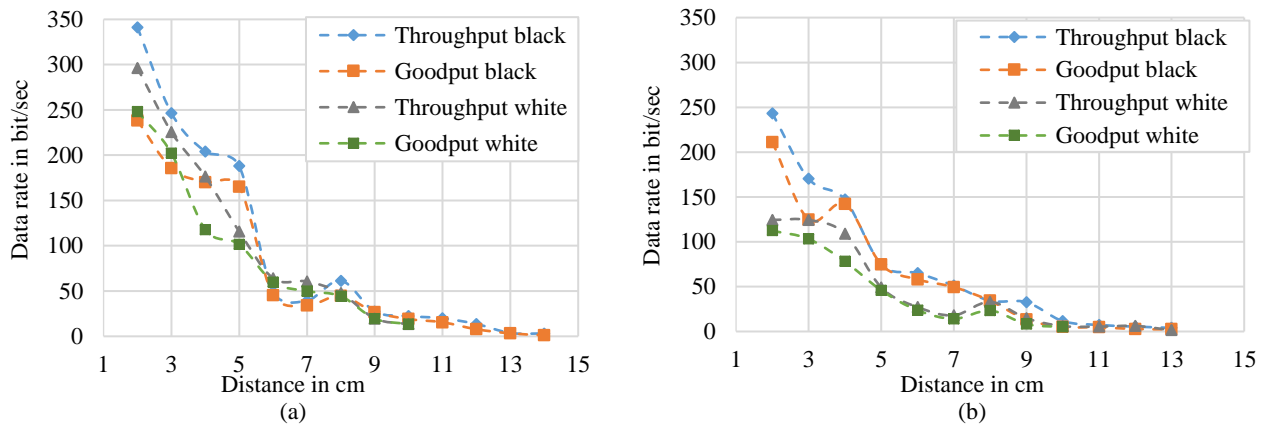 350
300
250
200
150
100
50
0
Data rate in bit/sec
Throughput black
Goodput black
Throughput white
Goodput white
1 3 5 7 9 11 13 15
Distance in cm
(a)
350
300
250
200
150
100
50
0
Data rate in bit/sec
Throughput black
Goodput black
Throughput white
Goodput white
1 3 5 7 9 11 13 15
Distance in cm
(b)